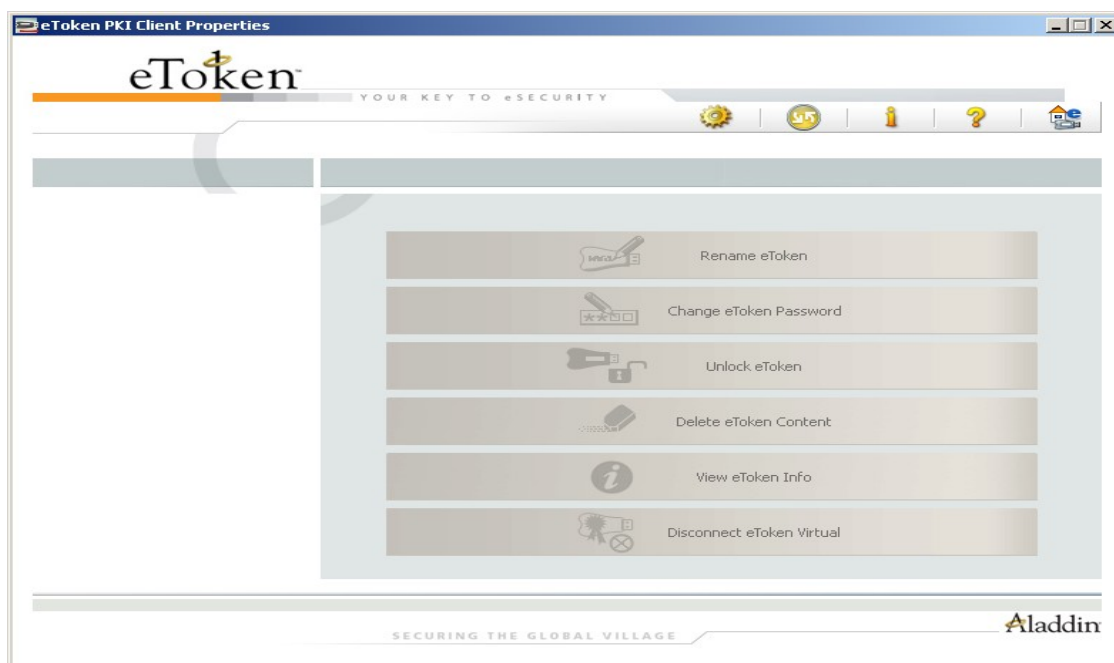 eToken PKI Client Properties
eToken™
YOUR KEY TO eSECURITY
Rename eToken
Change eToken Password
Unlock eToken
Delete eToken Content
View eToken Info
Disconnect eToken Virtual
SECURING THE GLOBAL VILLAGE
Aladdin